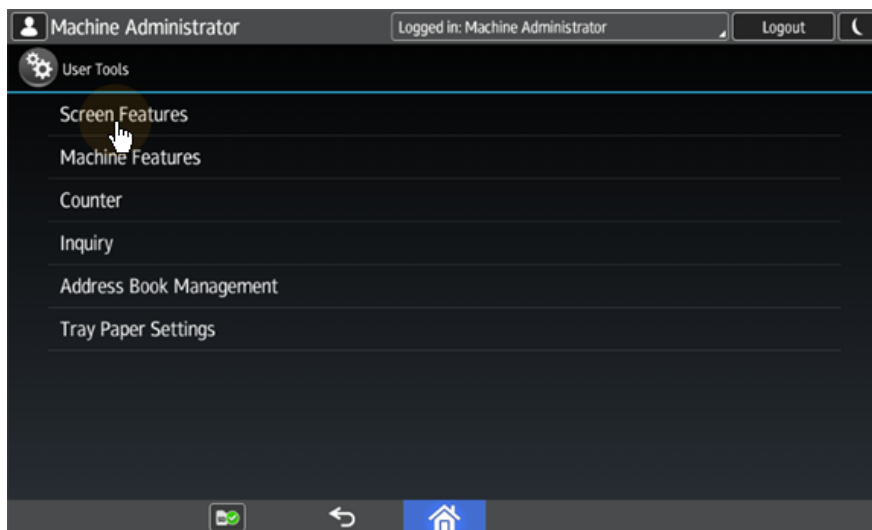 Machine Administrator
Logged in: Machine Administrator
Logout
User Tools
Screen Features
Machine Features
Counter
Inquiry
Address Book Management
Tray Paper Settings